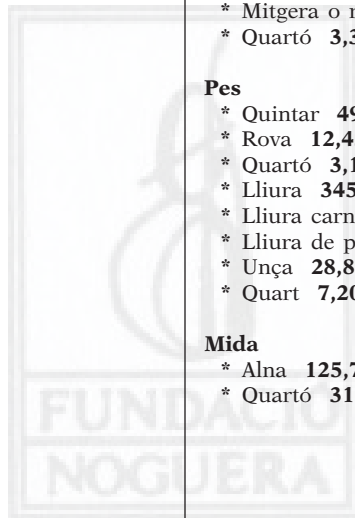 * Mitgera o
* Quartó 3,3
Pes
* Quintar 49
* Rova 12,4
* Quartó 3,1
* Lliura 345
* Lliura carn
* Lliura de p
* Unça 28,8
* Quart 7,20
Mida
* Alna 125,7
* Quartó 31
FUNDACIÓ
NOGUERA